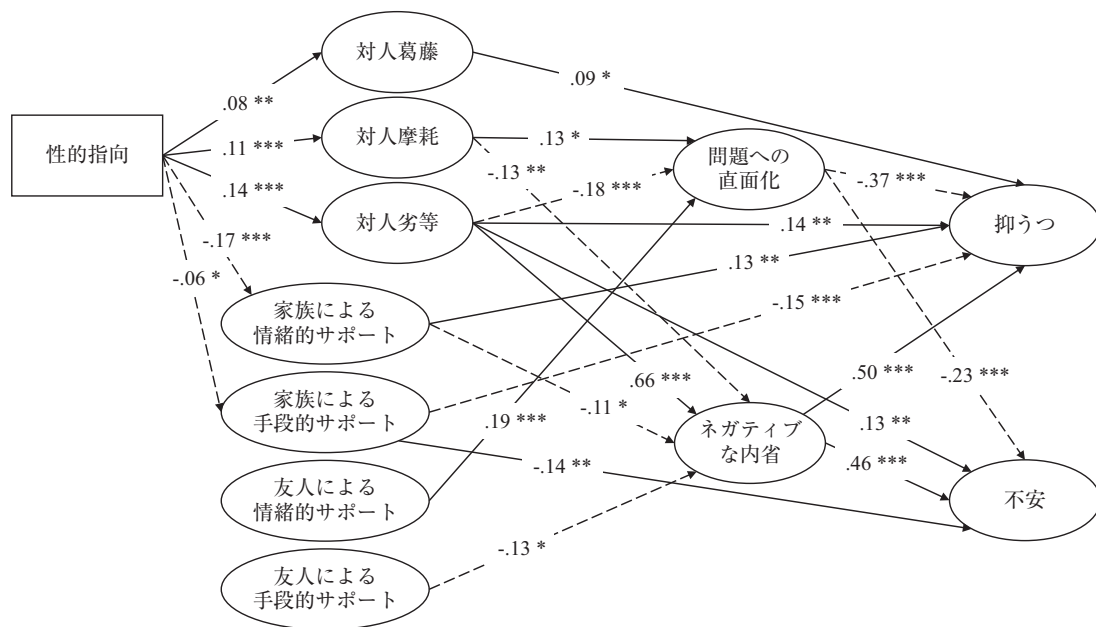 対人葛藤
.09 *
.08 **
性的指向
.11 ***
対人摩耗
.13 *
問題への
直面化
-.13 **
-.18 ***
-.37 ***
.14 ***
対人劣等
.14 **
抑うつ
-.17 ***
.13 **
-.06 *
-.15 ***
家族による
情緒的サポート
.66 ***
.50 ***
-.23 ***
家族による
手段的サポート
-.11 *
.19 ***
ネガティブ
な内省
.13 **
.46 ***
-.14 **
友人による
情緒的サポート
不安
-.13 *
友人による
手段的サポート